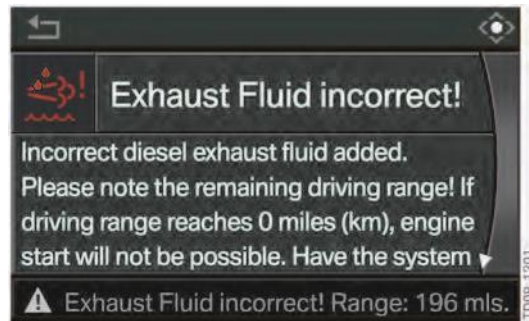 Exhaust Fluid incorrect!
Incorrect diesel exhaust fluid added.
Please note the remaining driving range! If
driving range reaches 0 miles (km), engine
start will not be possible. Have the system
Exhaust Fluid incorrect! Range: 196 mls.